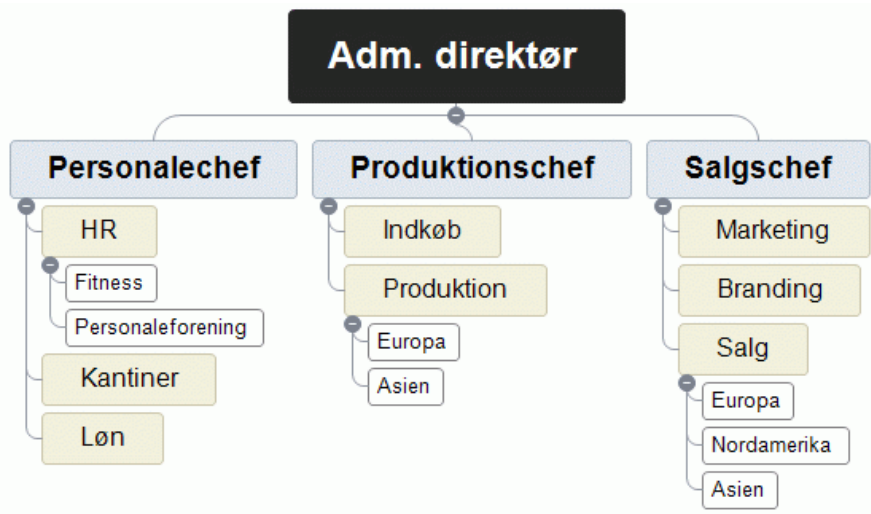 Adm. direktør
Personalechef
HR
Fitness
Personaleforening
Kantiner
Løn
Produktionschef
Indkøb
Produktion
Europa
Asien
Salgschef
Marketing
Branding
Salg
Europa
Nordamerika
Asien